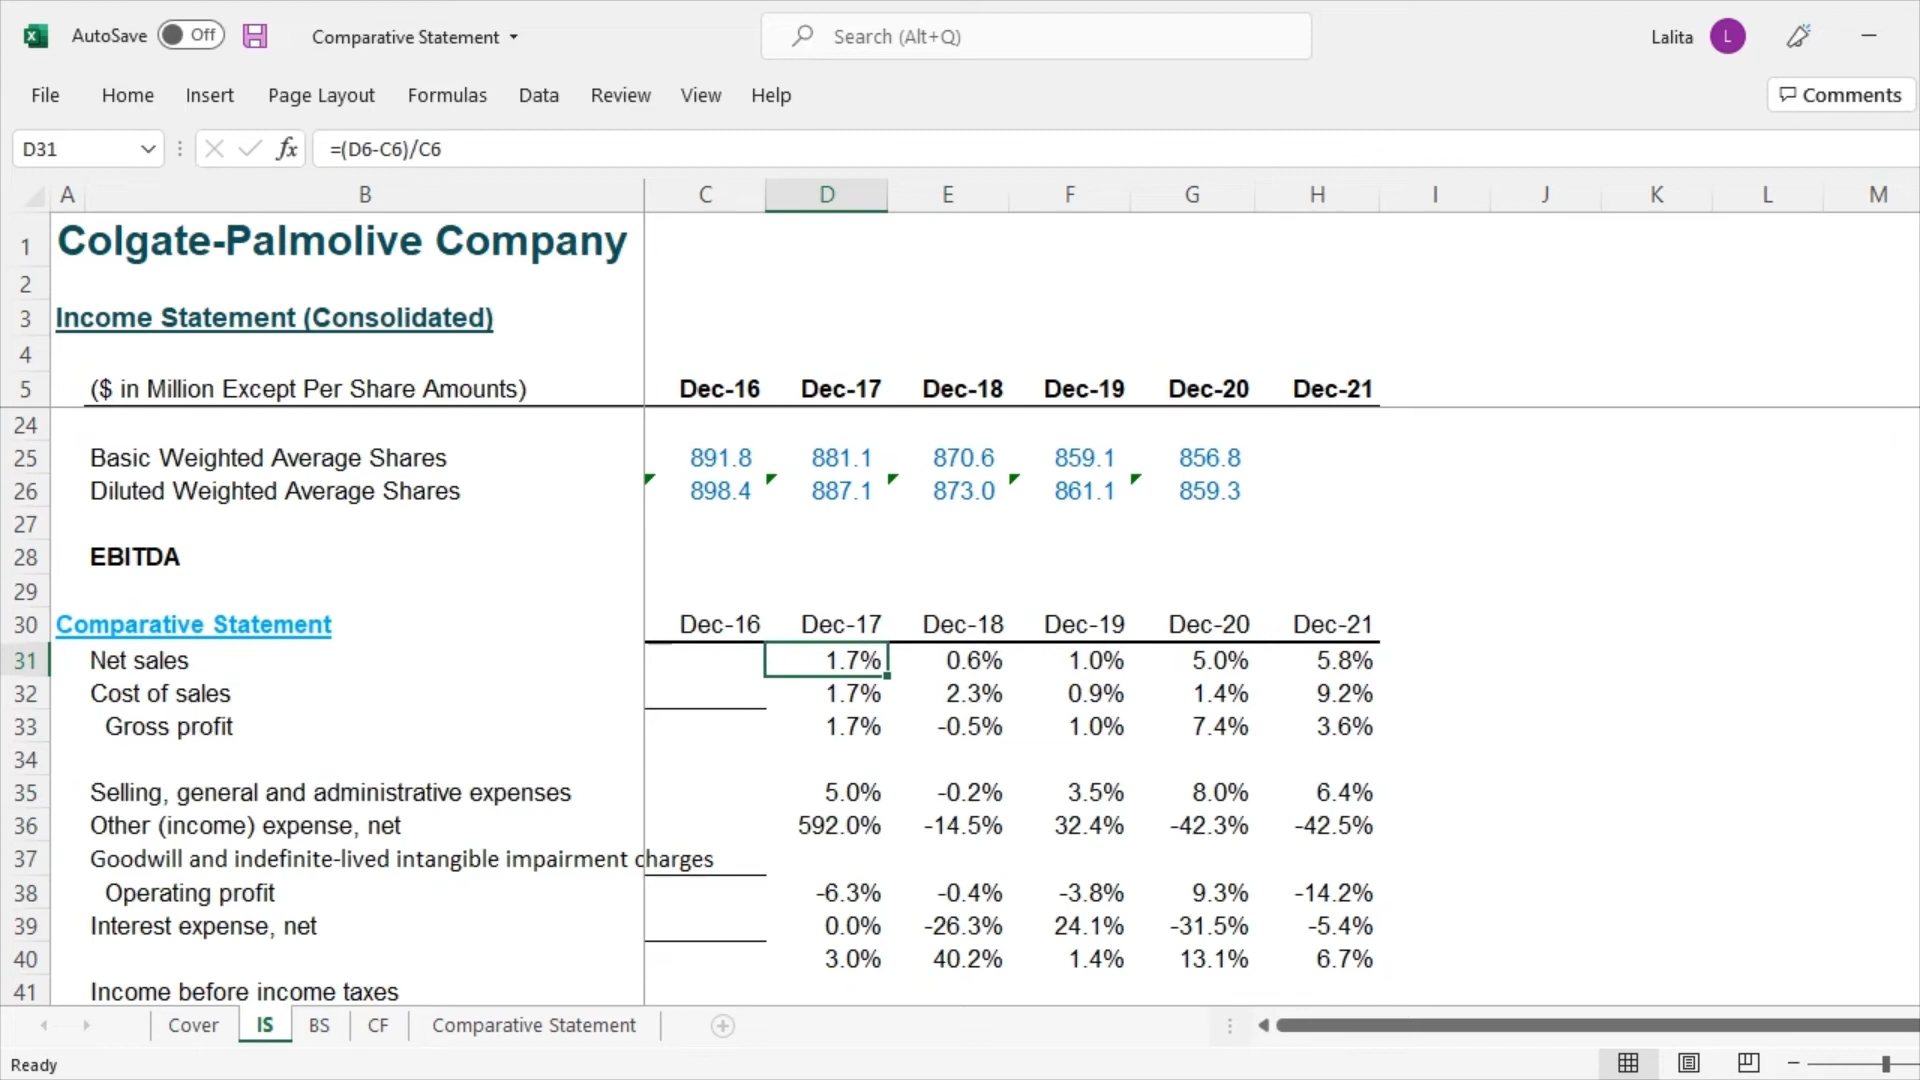 AutoSave Off Comparative Statement Search (Alt+Q) Lalita L
File Home Insert Page Layout Formulas Data Review View Help Comments
D31 fx =(D6-C6)/C6
A B C D E F G H I J K L M
1 Colgate-Palmolive Company
2
3 Income Statement (Consolidated)
4
5 ($ in Million Except Per Share Amounts) Dec-16 Dec-17 Dec-18 Dec-19 Dec-20 Dec-21
24
25 Basic Weighted Average Shares 891.8 881.1 870.6 859.1 856.8
26 Diluted Weighted Average Shares 898.4 887.1 873.0 861.1 859.3
27
28 EBITDA
29
30 Comparative Statement Dec-16 Dec-17 Dec-18 Dec-19 Dec-20 Dec-21
31 Net sales 1.7% 0.6% 1.0% 5.0% 5.8%
32 Cost of sales 1.7% 2.3% 0.9% 1.4% 9.2%
33 Gross profit 1.7% -0.5% 1.0% 7.4% 3.6%
34
35 Selling, general and administrative expenses 5.0% -0.2% 3.5% 8.0% 6.4%
36 Other (income) expense, net 592.0% -14.5% 32.4% -42.3% -42.5%
37 Goodwill and indefinite-lived intangible impairment charges
38 Operating profit -6.3% -0.4% -3.8% 9.3% -14.2%
39 Interest expense, net 0.0% -26.3% 24.1% -31.5% -5.4%
40 3.0% 40.2% 1.4% 13.1% 6.7%
41 Income before income taxes
Cover IS BS CF Comparative Statement
Ready